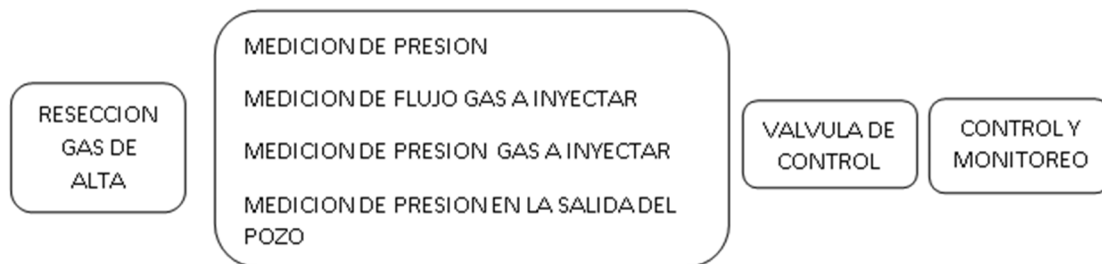 RESECCION
GAS DE
ALTA
MEDICION DE PRESION
MEDICION DE FLUJO GAS A INYECTAR
MEDICION DE PRESION GAS A INYECTAR
MEDICION DE PRESION EN LA SALIDA DEL
POZO
VALVULA DE
CONTROL
CONTROL Y
MONITOREO